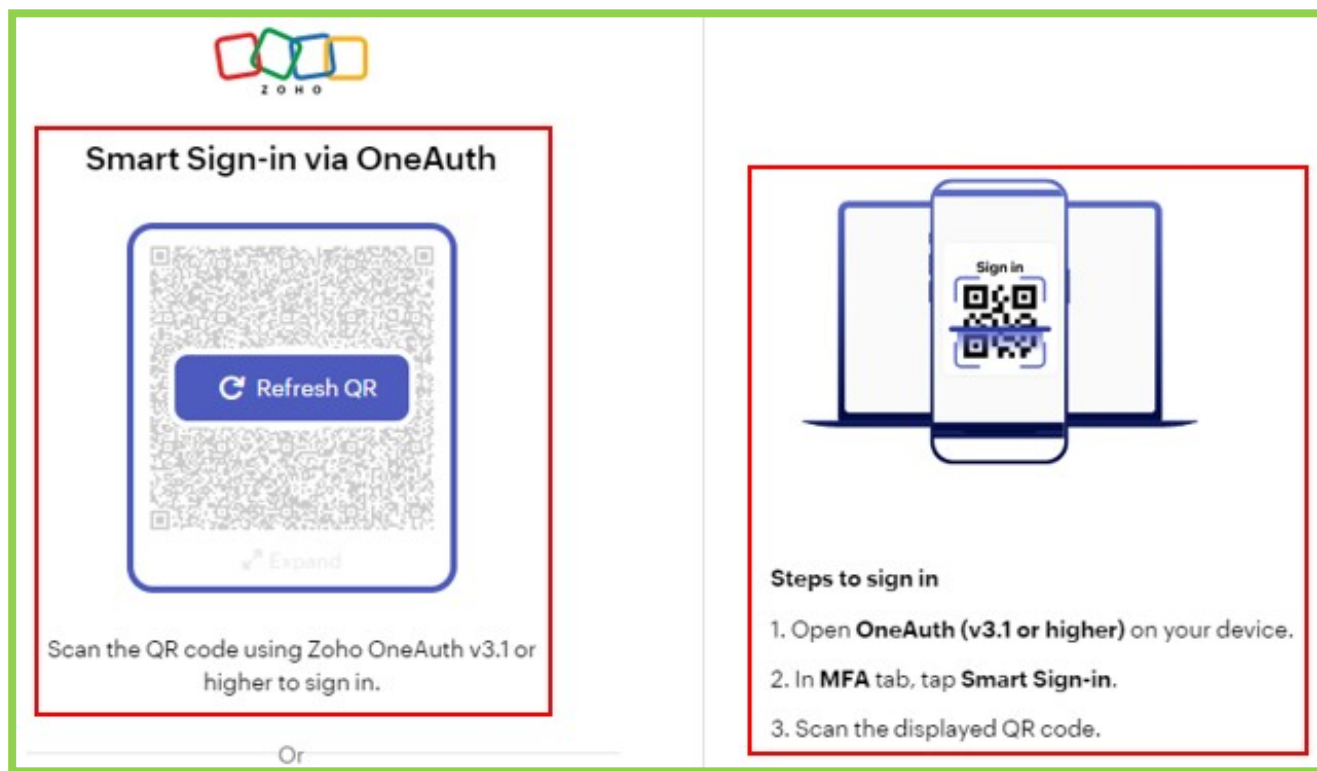 ZOHO
Smart Sign-in via OneAuth
Refresh QR
Expand
Scan the QR code using Zoho OneAuth v3.1 or
higher to sign in.
Or
Sign in
Steps to sign in
1. Open OneAuth (v3.1 or higher) on your device.
2. In MFA tab, tap Smart Sign-in.
3. Scan the displayed QR code.